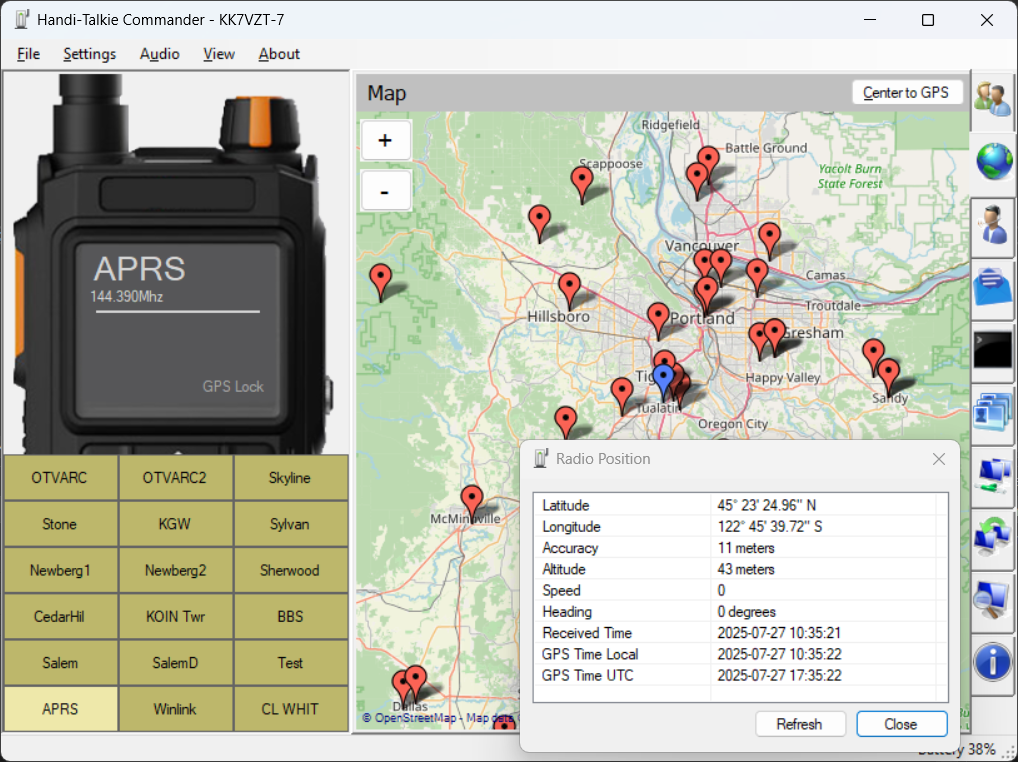 Handi-Talkie Commander - KK7VZT-7
File Settings Audio View About
APRS
144.390Mhz
GPS Lock
OTVARC OTVARC2 Skyline
Stone KGW Sylvan
Newberg1 Newberg2 Sherwood
CedarHil KOIN Twr BBS
Salem SalemD Test
APRS Winlink CL WHIT
Map
Center to GPS
+
-
Ridgefield
Battle Ground
Scappoose
Yacolt Burn
State Forest
Vancouver
Camas
Troutdale
Hillsboro
Portland
Gresham
Tig
Happy Valley
Tualatin
Sandy
Oregon City
McMinnville
Dallas
© OpenStreetMap - Map data
Radio Position
Latitude 45° 23' 24.96" N
Longitude 122° 45' 39.72" S
Accuracy 11 meters
Altitude 43 meters
Speed 0
Heading 0 degrees
Received Time 2025-07-27 10:35:21
GPS Time Local 2025-07-27 10:35:22
GPS Time UTC 2025-07-27 17:35:22
Refresh Close
Battery 38%